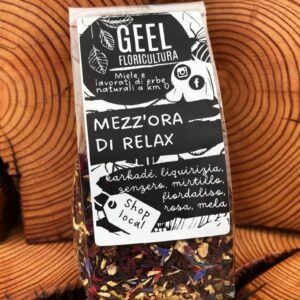 GEEL
FLORICULTURA
Miele e
lavorati di erbe
naturali a km 0
MEZZ'ORA
DI RELAX
karkadé, liquirizia,
zenzero, mirtillo,
fiordaliso,
rosa, mela
Shop
local